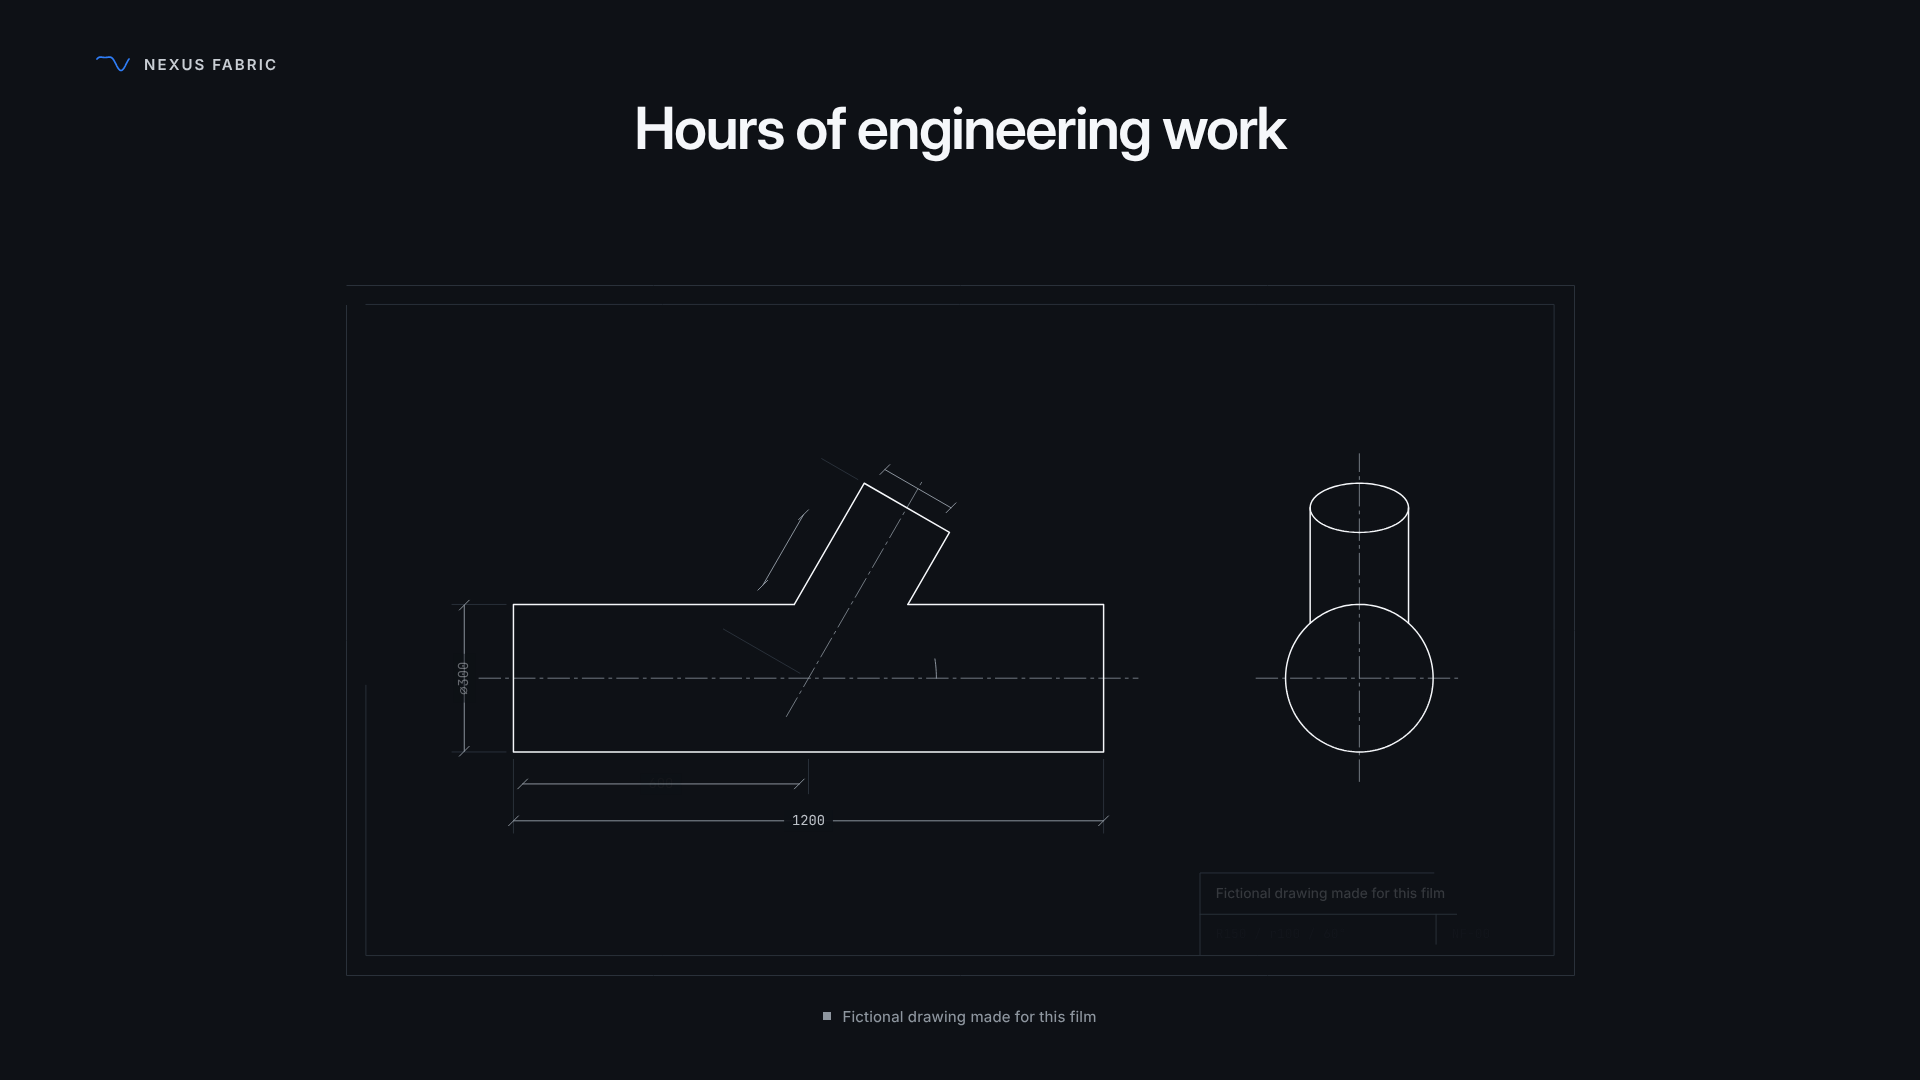 NEXUS FABRIC
Hours of engineering work
⌀300
1200
Fictional drawing made for this film
Fictional drawing made for this film